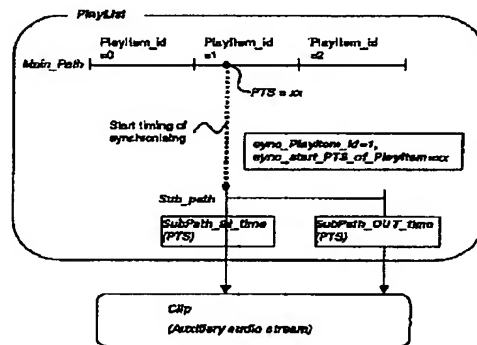 PlayList
PlayItem_id
=0
PlayItem_id
=1
PlayItem_id
=2
Main_Path
PTS = xx
Start timing of
synchronising
sync_PlayItem_id=1,
sync_start_PTS_of_PlayItem=xx
Sub_path
SubPath_IN_time
(PTS)
SubPath_OUT_time
(PTS)
Clip
(Auxiliary audio stream)